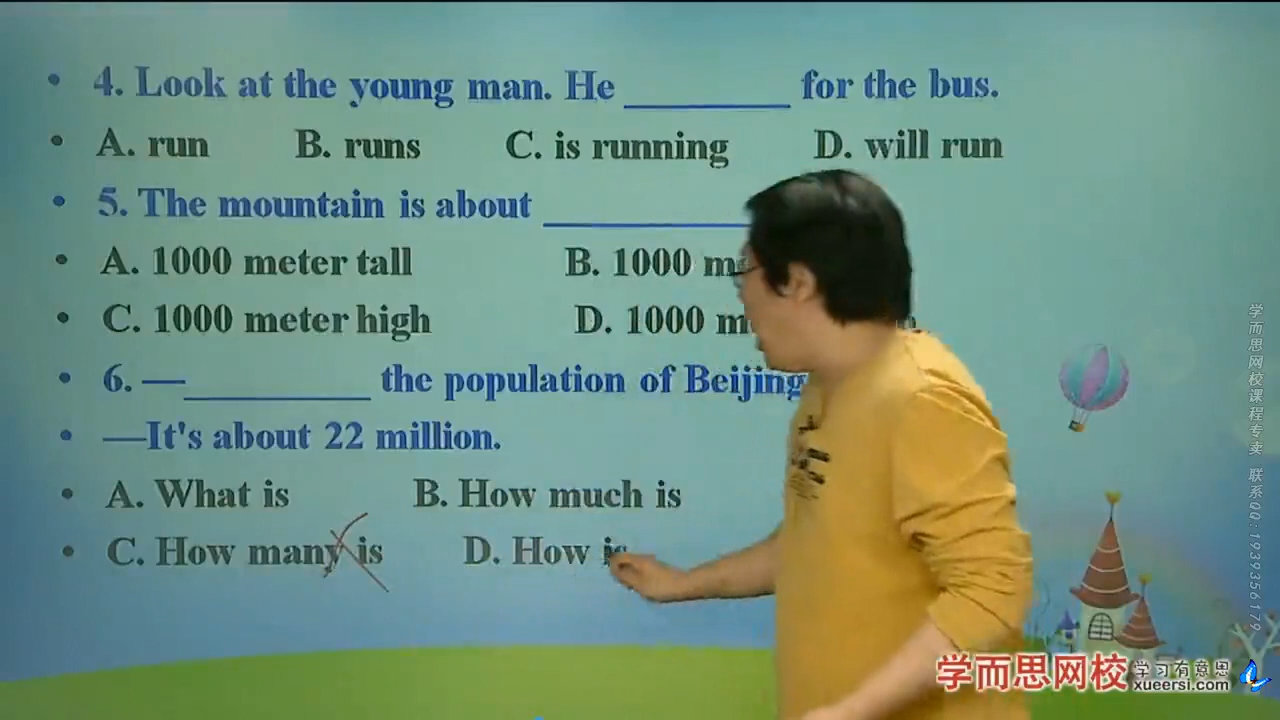 • 4. Look at the young man. He ________ for the bus.
• A. run B. runs C. is running D. will run
• 5. The mountain is about __________
• A. 1000 meter tall B. 1000
• C. 1000 meter high D. 1000
• 6. —_________ the population of Beijing
• —It's about 22 million.
• A. What is B. How much is
• C. How many is D. How is
学而思网校课程专卖 联系QQ:1939356179
学而思网校 学习有意思
xueersi.com